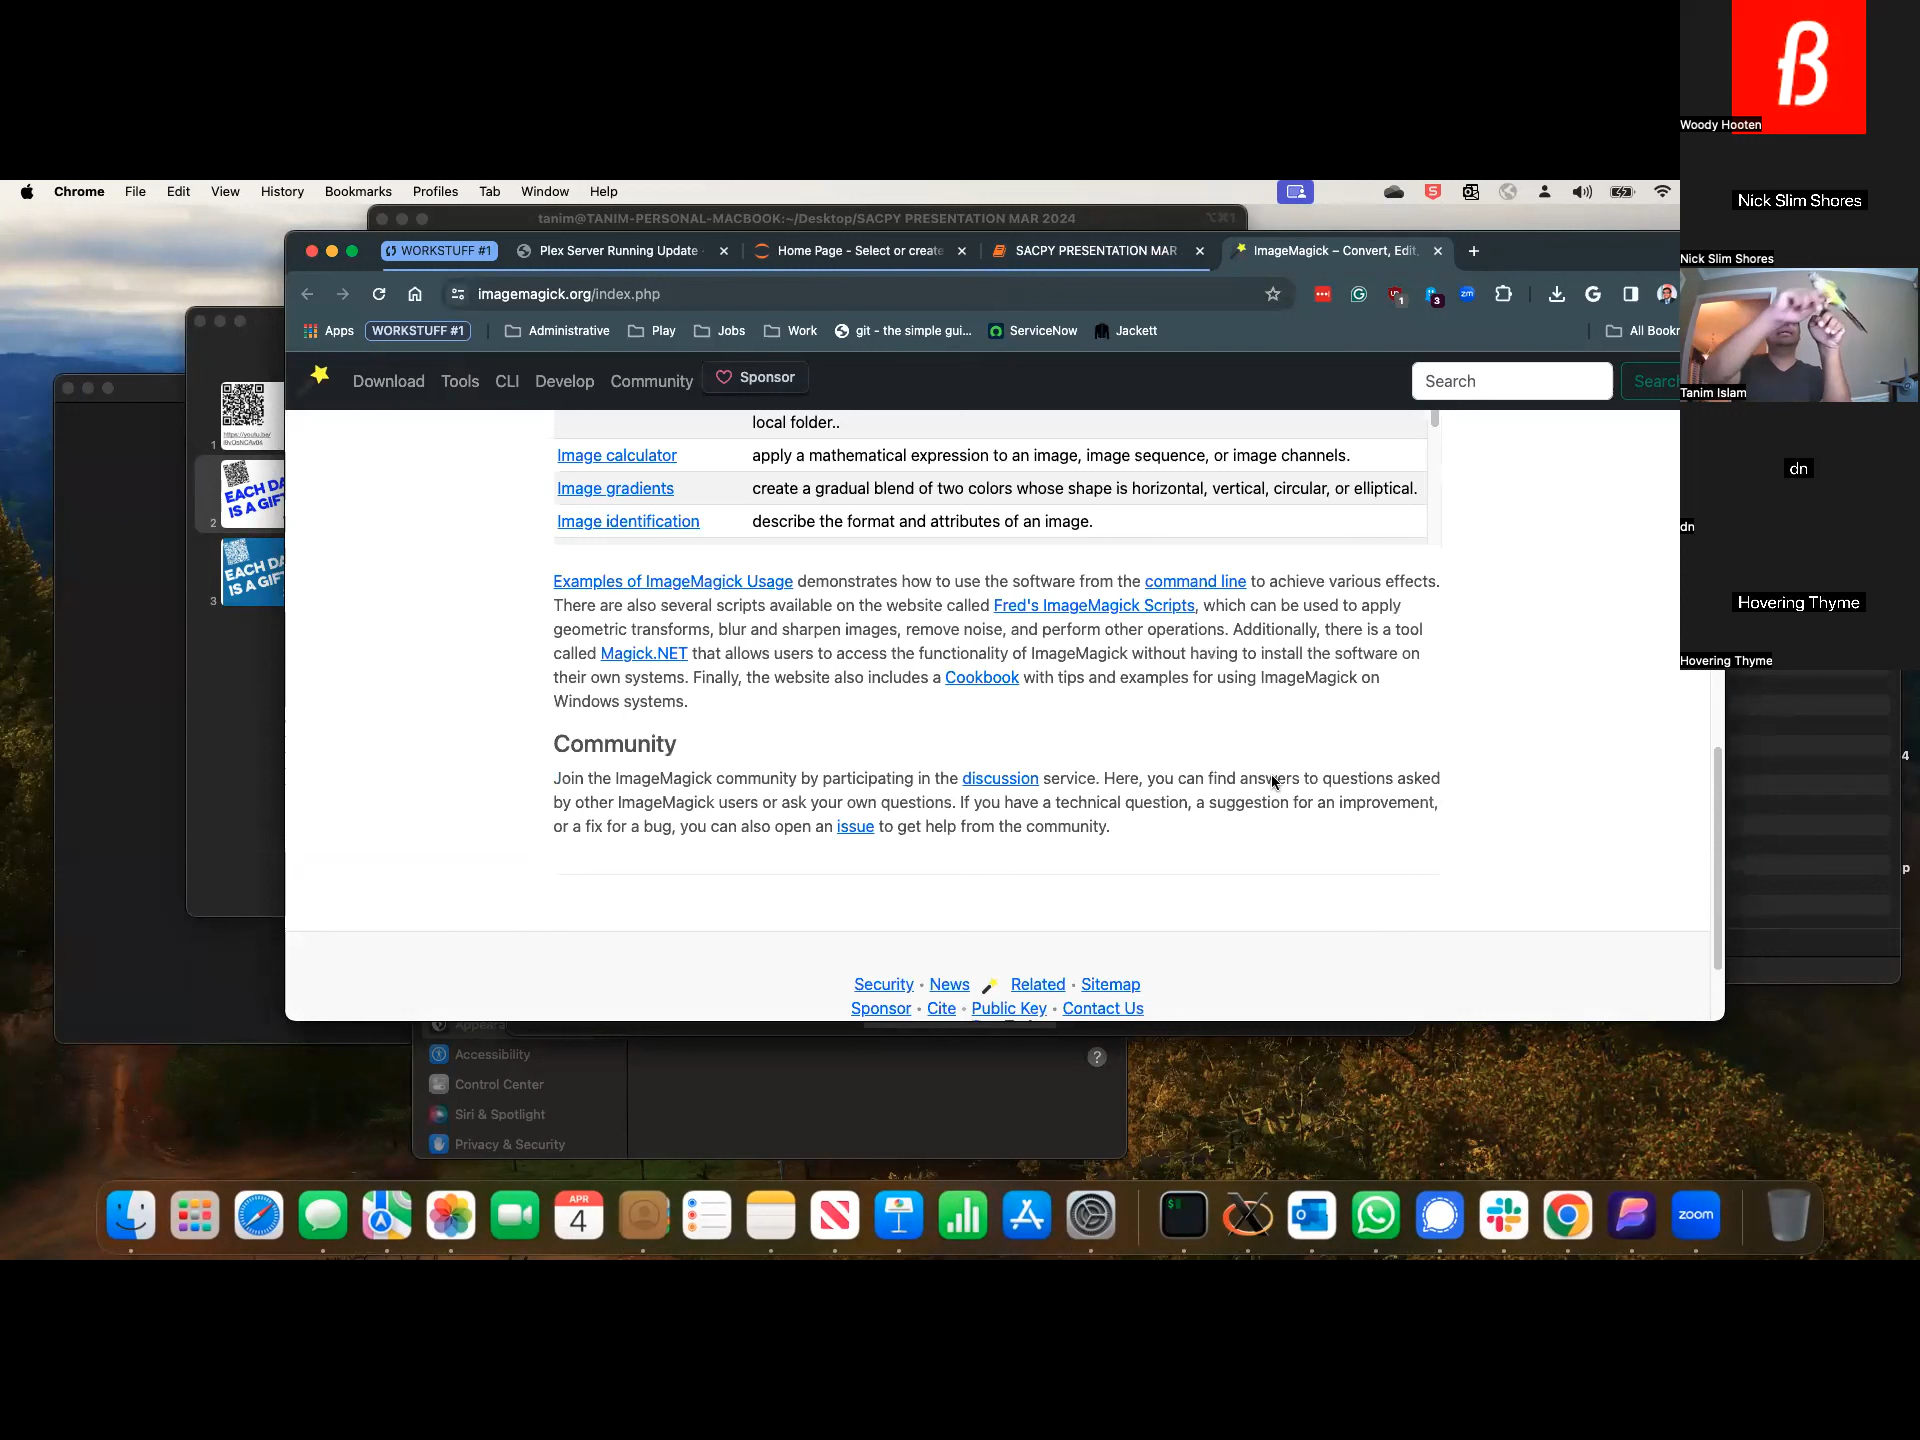 ß
Woody Hooten
Nick Slim Shores
Nick Slim Shores
Tanim Islam
dn
dn
Hovering Thyme
Hovering Thyme
Chrome File Edit View History Bookmarks Profiles Tab Window Help
tanim@TANIM-PERSONAL-MACBOOK:~/Desktop/SACPY PRESENTATION MAR 2024 ⌥⌘1
WORKSTUFF #1 Plex Server Running Update Home Page - Select or create SACPY PRESENTATION MAR ImageMagick – Convert, Edit,
imagemagick.org/index.php
1 3 zm
Apps WORKSTUFF #1 Administrative Play Jobs Work git - the simple gui... ServiceNow Jackett All Bookr
Download Tools CLI Develop Community Sponsor Search Search
1
https://youtu.be/
2
EACH DA
IS A GIF
3
EACH DA
IS A GIF
local folder..
Image calculator apply a mathematical expression to an image, image sequence, or image channels.
Image gradients create a gradual blend of two colors whose shape is horizontal, vertical, circular, or elliptical.
Image identification describe the format and attributes of an image.
Examples of ImageMagick Usage demonstrates how to use the software from the command line to achieve various effects.
There are also several scripts available on the website called Fred's ImageMagick Scripts, which can be used to apply
geometric transforms, blur and sharpen images, remove noise, and perform other operations. Additionally, there is a tool
called Magick.NET that allows users to access the functionality of ImageMagick without having to install the software on
their own systems. Finally, the website also includes a Cookbook with tips and examples for using ImageMagick on
Windows systems.
Community
Join the ImageMagick community by participating in the discussion service. Here, you can find answers to questions asked
by other ImageMagick users or ask your own questions. If you have a technical question, a suggestion for an improvement,
or a fix for a bug, you can also open an issue to get help from the community.
Security • News Related • Sitemap
Sponsor • Cite • Public Key • Contact Us
4
p
Appeara
Accessibility
Control Center
Siri & Spotlight
Privacy & Security
?
APR
4
zoom